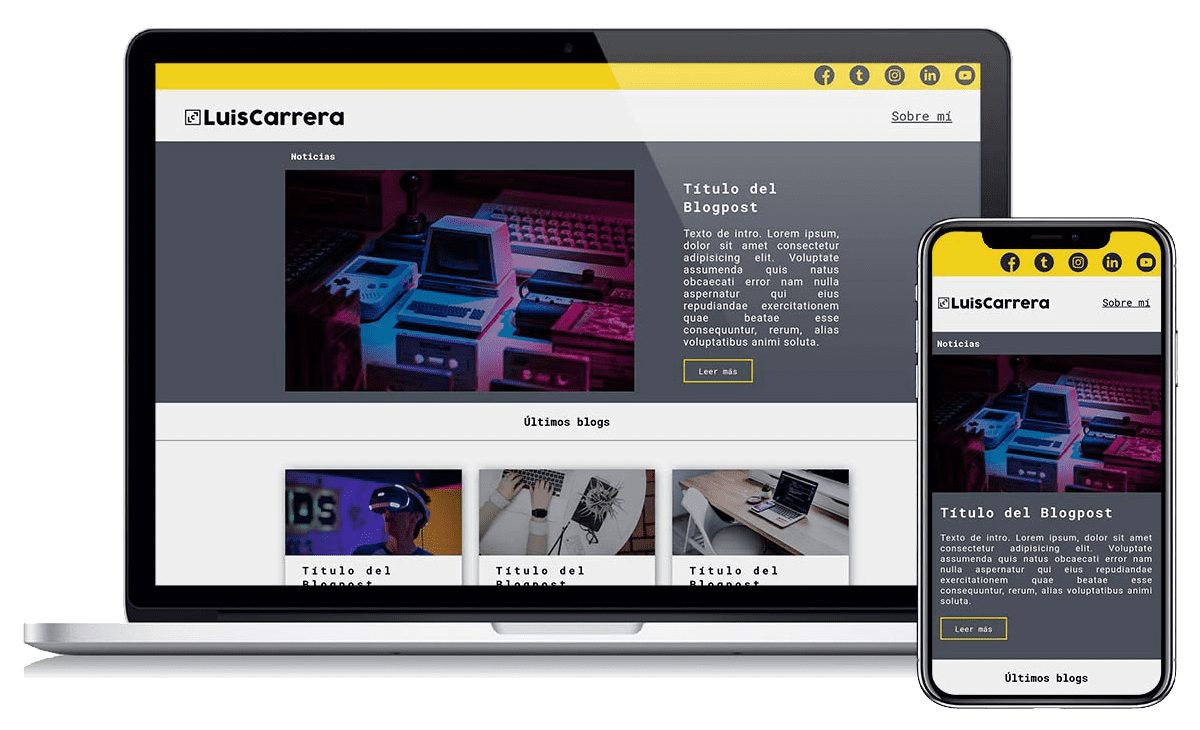 LuisCarrera
Sobre mí
Noticias
Título del
Blogpost
Texto de intro. Lorem ipsum,
dolor sit amet consectetur
adipisicing elit. Voluptate
assumenda quis natus
obcaecati error nam nulla
aspernatur qui eius
repudiandae exercitationem
quae beatae esse
consequuntur, rerum, alias
voluptatibus animi soluta.
Leer más
Últimos blogs
Título del
Blogpost
Título del
Blogpost
Título del
Blogpost
LuisCarrera
Sobre mí
Noticias
Título del Blogpost
Texto de intro. Lorem ipsum, dolor sit amet
consectetur adipisicing elit. Voluptate
assumenda quis natus obcaecati error nam
nulla aspernatur qui eius repudiandae
exercitationem quae beatae esse
consequuntur, rerum, alias voluptatibus animi
soluta.
Leer más
Últimos blogs